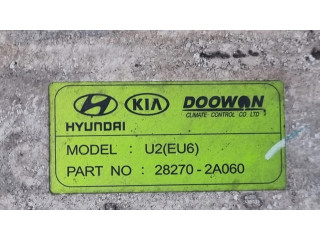 KIA DOOWON
HYUNDAI CLIMATE CONTROL CO LTD
MODEL : U2(EU6)
PART NO : 28270 - 2A060